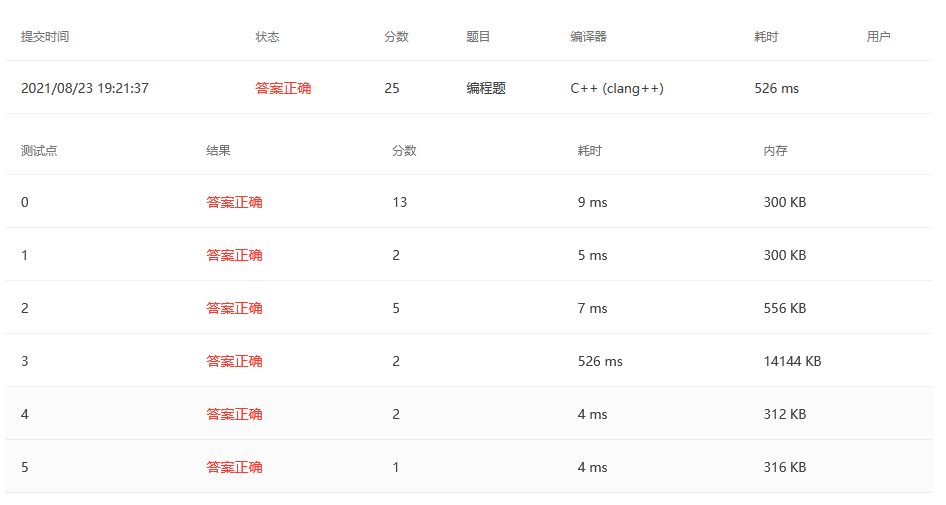 提交时间 状态 分数 题目 编译器 耗时 用户
2021/08/23 19:21:37 答案正确 25 编程题 C++ (clang++) 526 ms
测试点 结果 分数 耗时 内存
0 答案正确 13 9 ms 300 KB
1 答案正确 2 5 ms 300 KB
2 答案正确 5 7 ms 556 KB
3 答案正确 2 526 ms 14144 KB
4 答案正确 2 4 ms 312 KB
5 答案正确 1 4 ms 316 KB